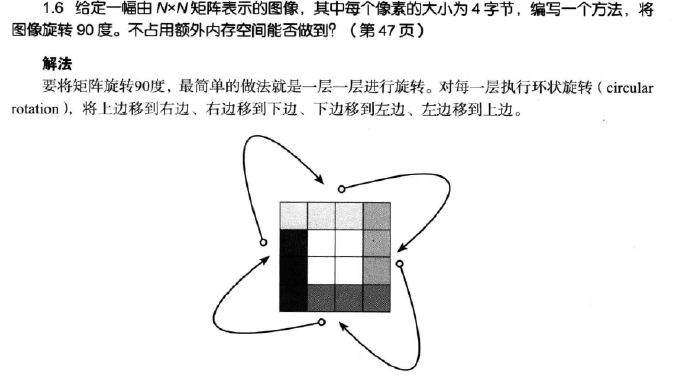 1.6 给定一幅由 N×N 矩阵表示的图像，其中每个像素的大小为 4 字节，编写一个方法，将
图像旋转 90 度。不占用额外内存空间能否做到？（第 47 页）
解法
要将矩阵旋转90度，最简单的做法就是一层一层进行旋转。对每一层执行环状旋转（circular
rotation），将上边移到右边、右边移到下边、下边移到左边、左边移到上边。